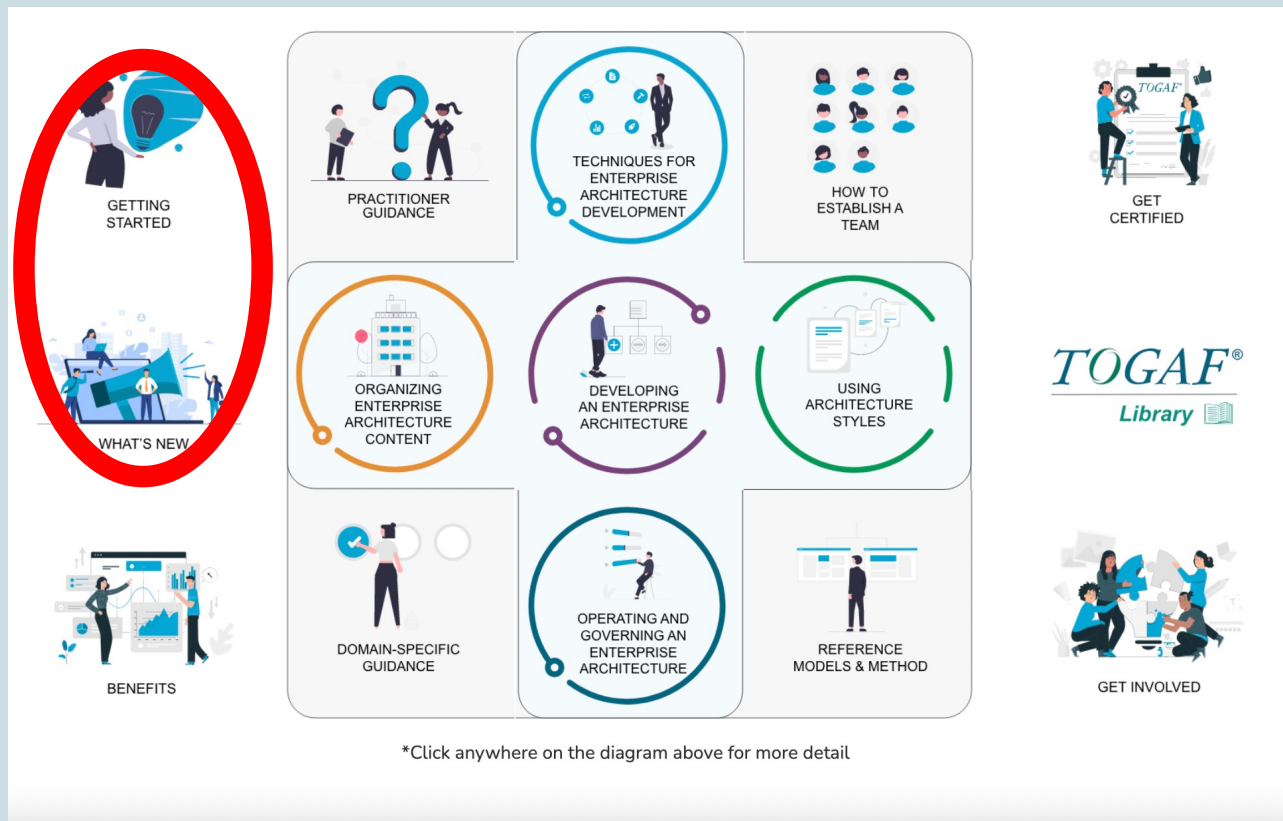 GETTING
STARTED
PRACTITIONER
GUIDANCE
TECHNIQUES FOR
ENTERPRISE
ARCHITECTURE
DEVELOPMENT
HOW TO
ESTABLISH A
TEAM
TOGAF®
GET
CERTIFIED
WHAT'S NEW
ORGANIZING
ENTERPRISE
ARCHITECTURE
CONTENT
DEVELOPING
AN ENTERPRISE
ARCHITECTURE
USING
ARCHITECTURE
STYLES
TOGAF®
Library
BENEFITS
DOMAIN-SPECIFIC
GUIDANCE
OPERATING AND
GOVERNING AN
ENTERPRISE
ARCHITECTURE
REFERENCE
MODELS & METHOD
GET INVOLVED
*Click anywhere on the diagram above for more detail